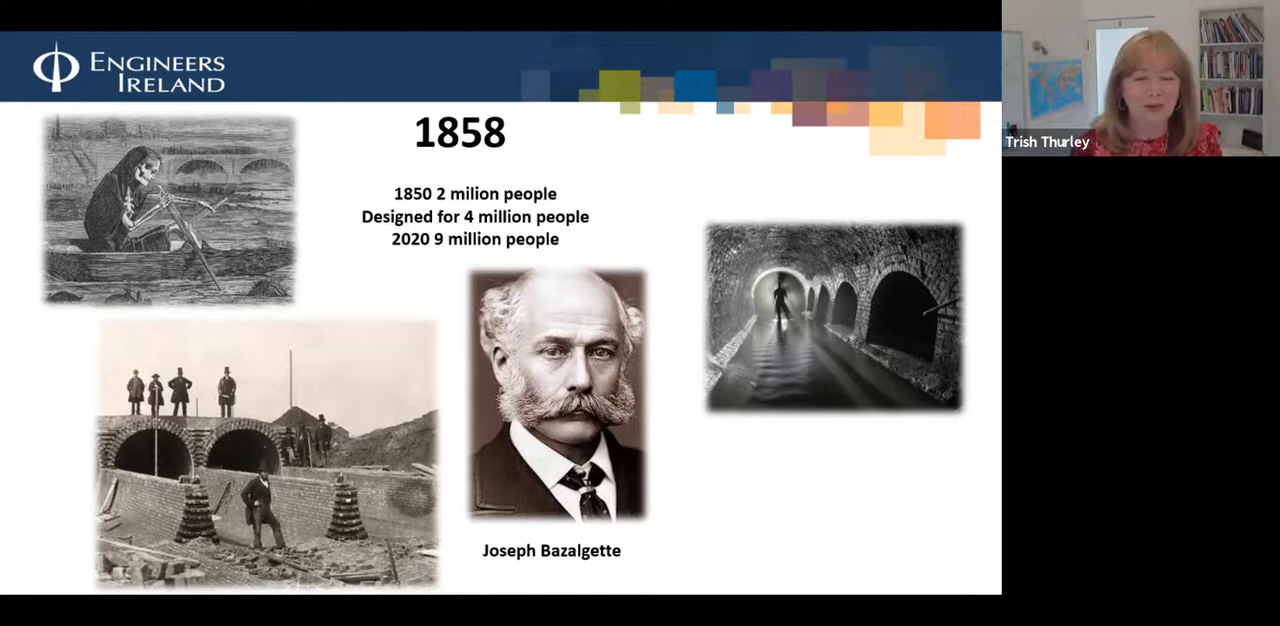 ENGINEERS
IRELAND
1858
1850 2 milion people
Designed for 4 million people
2020 9 million people
Joseph Bazalgette
Trish Thurley